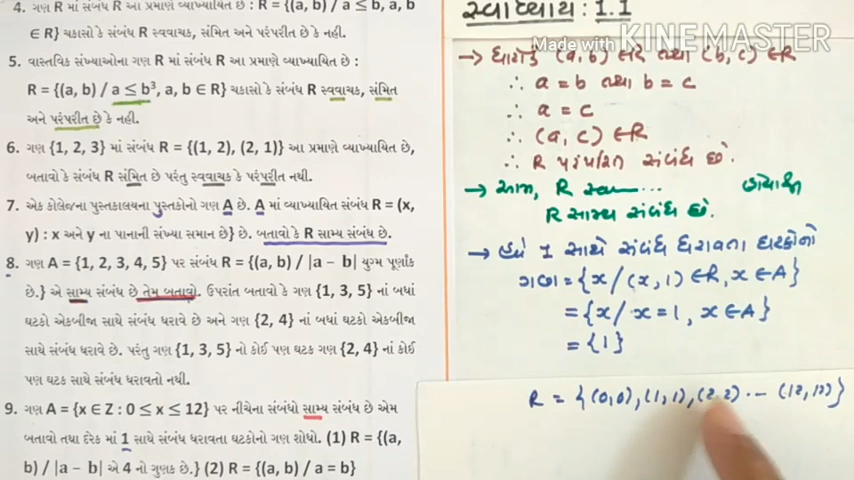 4. ગણ R માં સંબંધ R આ પ્રમાણે વ્યાખ્યાયિત છે : R = {(a, b) / a ≤ b, a, b
∈ R} ચકાસો કે સંબંધ R સ્વવાચક, સંમિત અને પરંપરીત છે કે નહી.
5. વાસ્તવિક સંખ્યાઓના ગણ R માં સંબંધ R આ પ્રમાણે વ્યાખ્યાયિત છે :
R = {(a, b) / a ≤ b³, a, b ∈ R} ચકાસો કે સંબંધ R સ્વવાચક, સંમિત
અને પરંપરીત છે કે નહી.
6. ગણ {1, 2, 3} માં સંબંધ R = {(1, 2), (2, 1)} આ પ્રમાણે વ્યાખ્યાયિત છે,
બતાવો કે સંબંધ R સંમિત છે પરંતુ સ્વવાચક કે પરંપરીત નથી.
7. એક કોલેજના પુસ્તકાલયના પુસ્તકોનો ગણ A છે. A માં વ્યાખ્યાયિત સંબંધ R = (x,
y) : x અને y ના પાનાની સંખ્યા સમાન છે} છે. બતાવો કે R સામ્ય સંબંધ છે.
8. ગણ A = {1, 2, 3, 4, 5} પર સંબંધ R = {(a, b) / |a – b| યુગ્મ પૂર્ણાંક
છે.} એ સામ્ય સંબંધ છે તેમ બતાવો. ઉપરાંત બતાવો કે ગણ {1, 3, 5} નાં બધાં
ઘટકો એકબીજા સાથે સંબંધ ધરાવે છે અને ગણ {2, 4} નાં બધાં ઘટકો એકબીજા
સાથે સંબંધ ધરાવે છે. પરંતુ ગણ {1, 3, 5} નો કોઈ પણ ઘટક ગણ {2, 4} નાં કોઈ
પણ ઘટક સાથે સંબંધ ધરાવતો નથી.
9. ગણ A = {x ∈ Z : 0 ≤ x ≤ 12} પર નીચેના સંબંધો સામ્ય સંબંધો છે એમ
બતાવો તથા દરેક માં 1 સાથે સંબંધ ધરાવતા ઘટકોનો ગણ શોધો. (1) R = {(a,
b) / |a – b| એ 4 નો ગુણક છે.} (2) R = {(a, b) / a = b}
સ્વાધ્યાય : 1.1
Made with KINEMASTER
→ ધારોકે (a, b) ∈ R તથા (b, c) ∈ R
∴ a = b તથા b = c
∴ a = c
∴ (a, c) ∈ R
∴ R પરંપરિત સંબંધ છે.
→ આમ, R સ્વ ...
R સામ્ય સંબંધ છે.
→ હવે 1 સાથે સંબંધ ધરાવતા ઘટકોનો
ગણ = {x / (x, 1) ∈ R, x ∈ A}
= {x / x = 1, x ∈ A}
= {1}
R = {(0,0), (1,1), (2,2) .. – (12,12)}